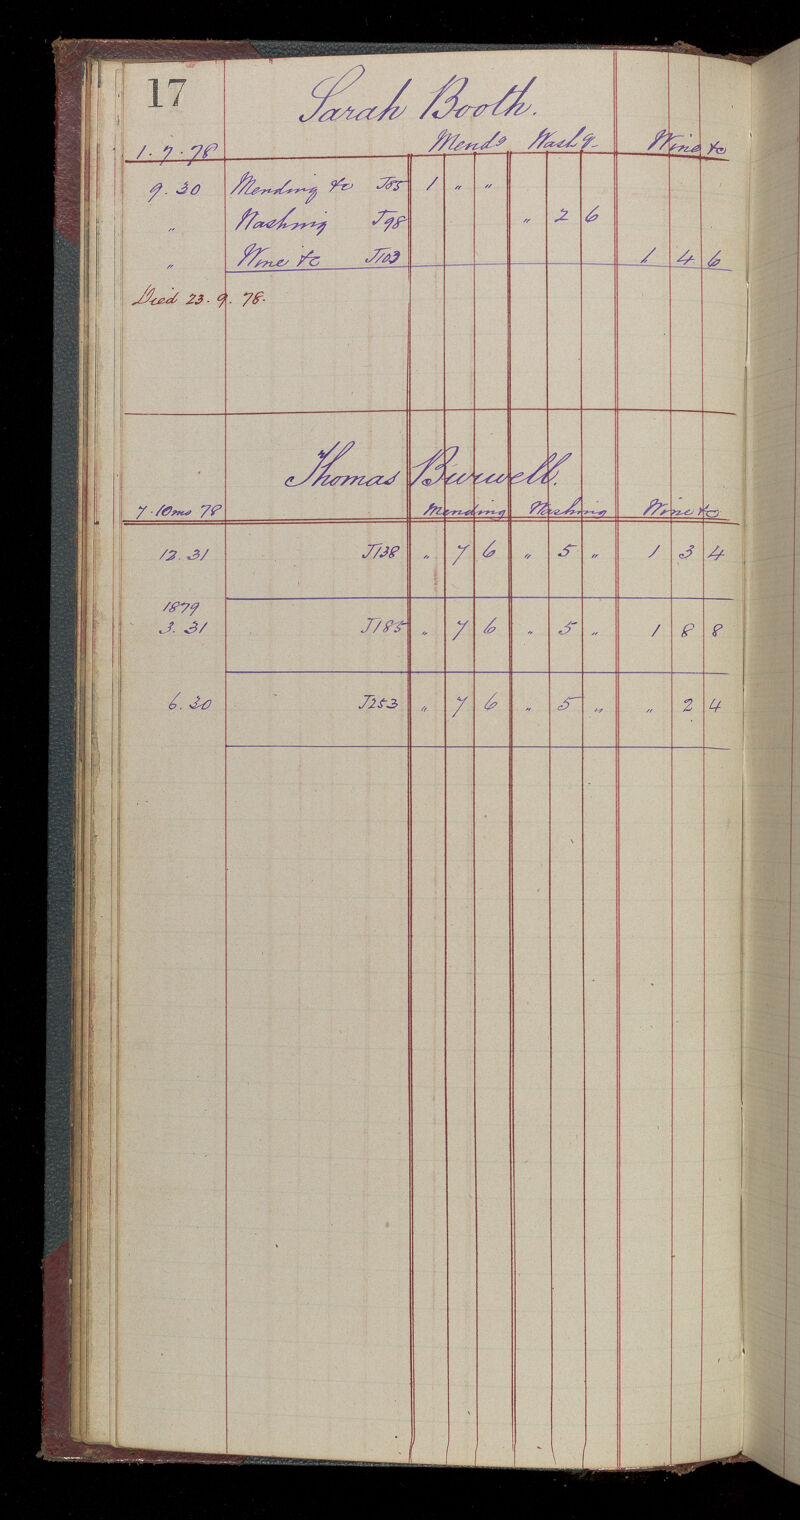 17
Sarah Booth.
1.7.78 Mendg Washg Wine &c
9.30 Mending &c J85 1 " "
" Washing J98 " 2 6
" Wine &c J103 1 4 6
Died 23.9.78.
Thomas Burwell.
7.10mo 78 Mending Washing Wine &c
12.31 J138 " 7 6 " 5 " 1 3 4
1879
3.31 J185 " 7 6 " 5 " 1 8 8
6.30 J253 " 7 6 " 5 " " 2 4